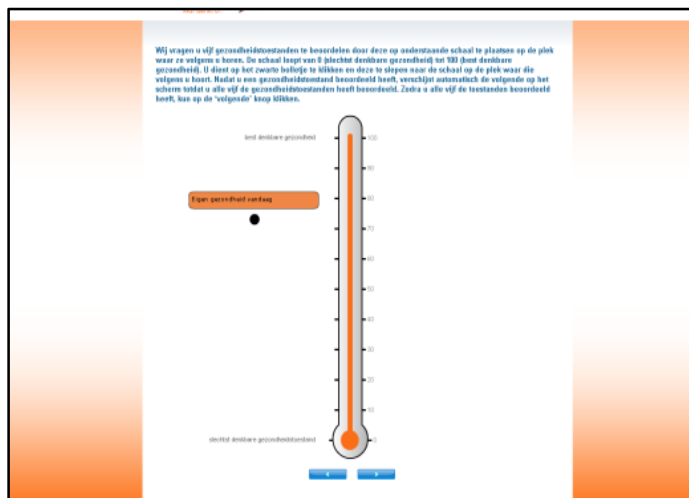 Wij vragen u vijf gezondheidstoestanden te beoordelen door deze op onderstaande schaal te plaatsen op de plek
waar ze volgens u horen. De schaal loopt van 0 (slechtst denkbare gezondheid) tot 100 (best denkbare
gezondheid). U dient op het zwarte bolletje te klikken en deze te slepen naar de schaal op de plek waar die
volgens u hoort. Nadat u een gezondheidstoestand beoordeeld heeft, verschijnt automatisch de volgende op het
scherm totdat u alle vijf de gezondheidstoestanden heeft beoordeeld. Zodra u alle vijf de toestanden beoordeeld
heeft, kun op de 'volgende' knop klikken.
best denkbare gezondheid
100
90
Eigen gezondheid vandaag
80
70
60
50
40
30
20
10
slechtst denkbare gezondheidstoestand
0